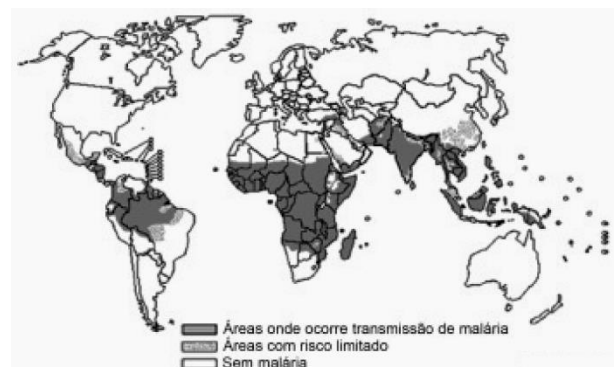 Áreas onde ocorre transmissão de malária
Áreas com risco limitado
Sem malária